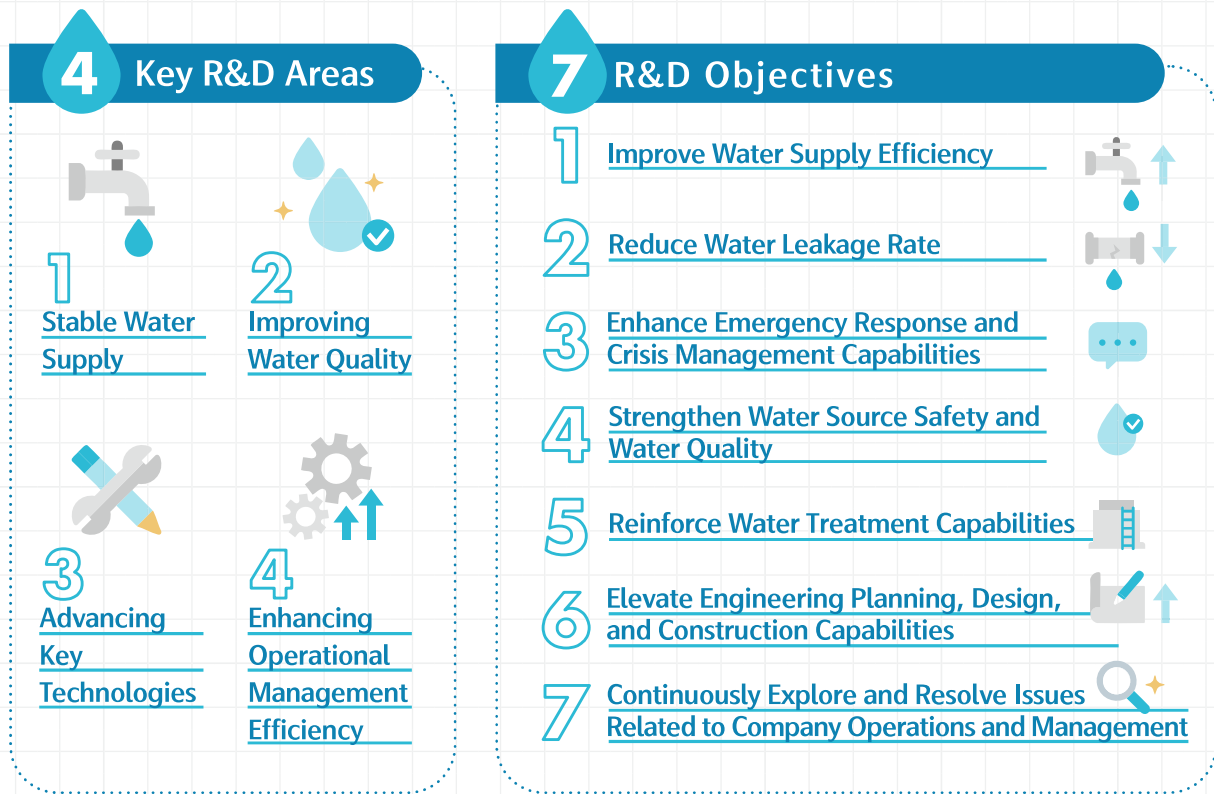 4 Key R&D Areas
1
Stable Water
Supply
2
Improving
Water Quality
3
Advancing
Key
Technologies
4
Enhancing
Operational
Management
Efficiency
7 R&D Objectives
1 Improve Water Supply Efficiency
2 Reduce Water Leakage Rate
3 Enhance Emergency Response and
Crisis Management Capabilities
4 Strengthen Water Source Safety and
Water Quality
5 Reinforce Water Treatment Capabilities
6 Elevate Engineering Planning, Design,
and Construction Capabilities
7 Continuously Explore and Resolve Issues
Related to Company Operations and Management